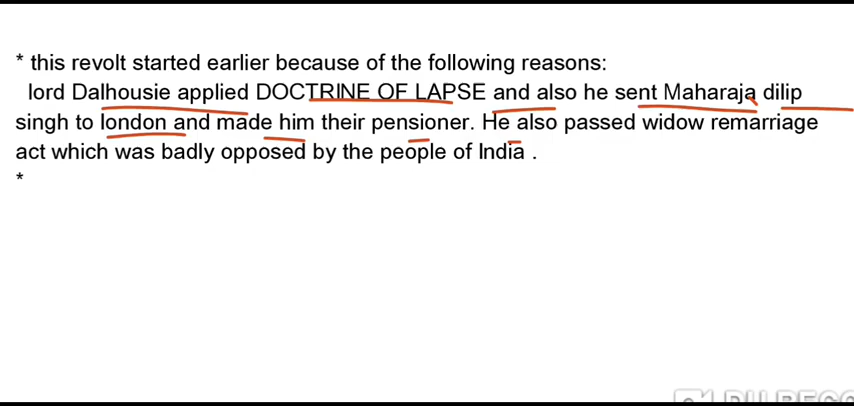 * this revolt started earlier because of the following reasons:
lord Dalhousie applied DOCTRINE OF LAPSE and also he sent Maharaja dilip
singh to london and made him their pensioner. He also passed widow remarriage
act which was badly opposed by the people of India .
*